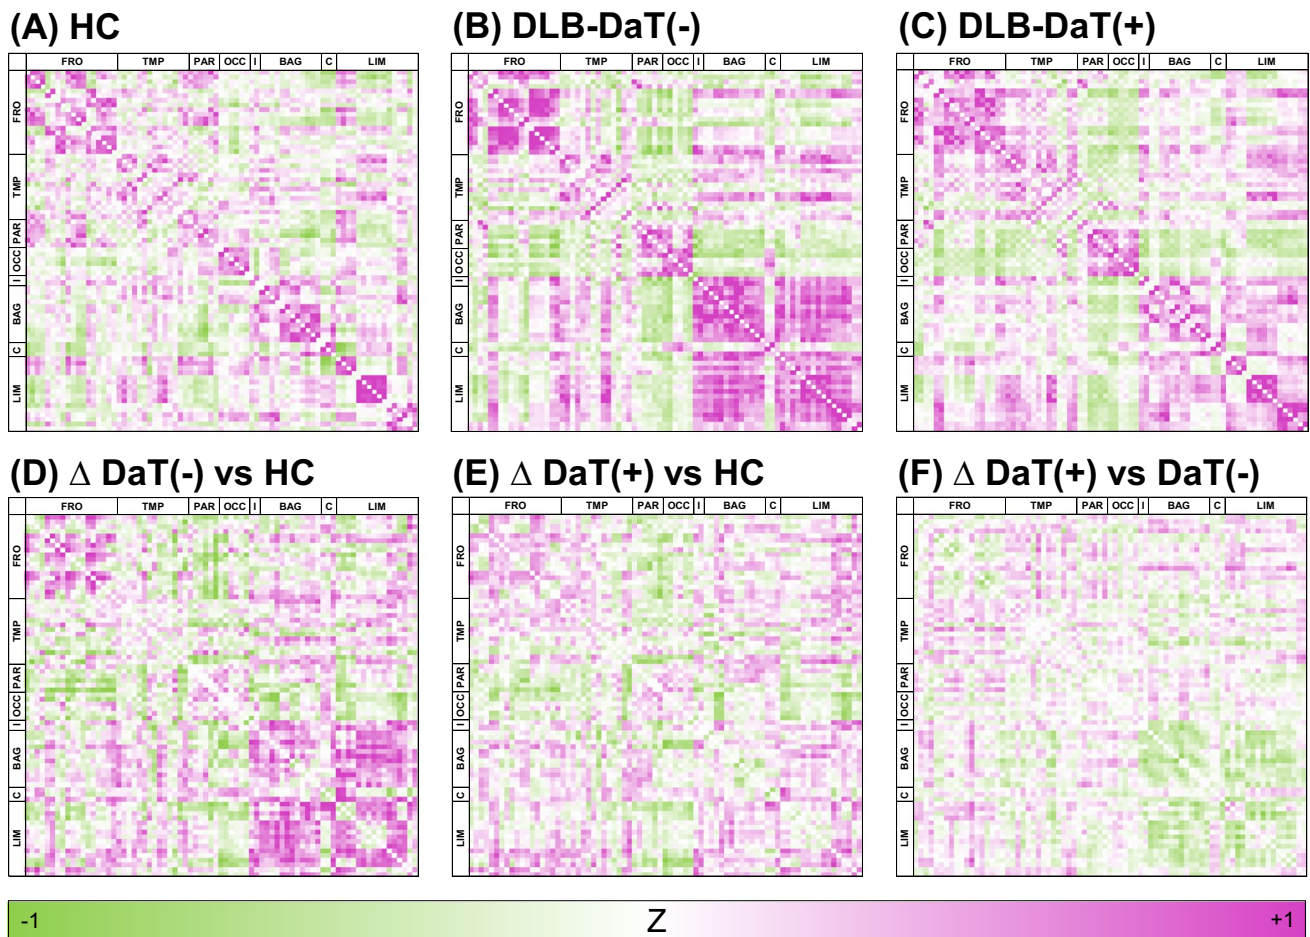 (A) HC
(B) DLB-DaT(-)
(C) DLB-DaT(+)
FRO TMP PAR OCC I BAG C LIM
FRO TMP PAR OCC I BAG C LIM
FRO TMP PAR OCC I BAG C LIM
FRO
TMP
PAR
OCC
I
BAG
C
LIM
FRO
TMP
PAR
OCC
I
BAG
C
LIM
FRO
TMP
PAR
OCC
I
BAG
C
LIM
(D) Δ DaT(-) vs HC
(E) Δ DaT(+) vs HC
(F) Δ DaT(+) vs DaT(-)
FRO TMP PAR OCC I BAG C LIM
FRO TMP PAR OCC I BAG C LIM
FRO TMP PAR OCC I BAG C LIM
FRO
TMP
PAR
OCC
I
BAG
C
LIM
FRO
TMP
PAR
OCC
I
BAG
C
LIM
FRO
TMP
PAR
OCC
I
BAG
C
LIM
-1 Z +1